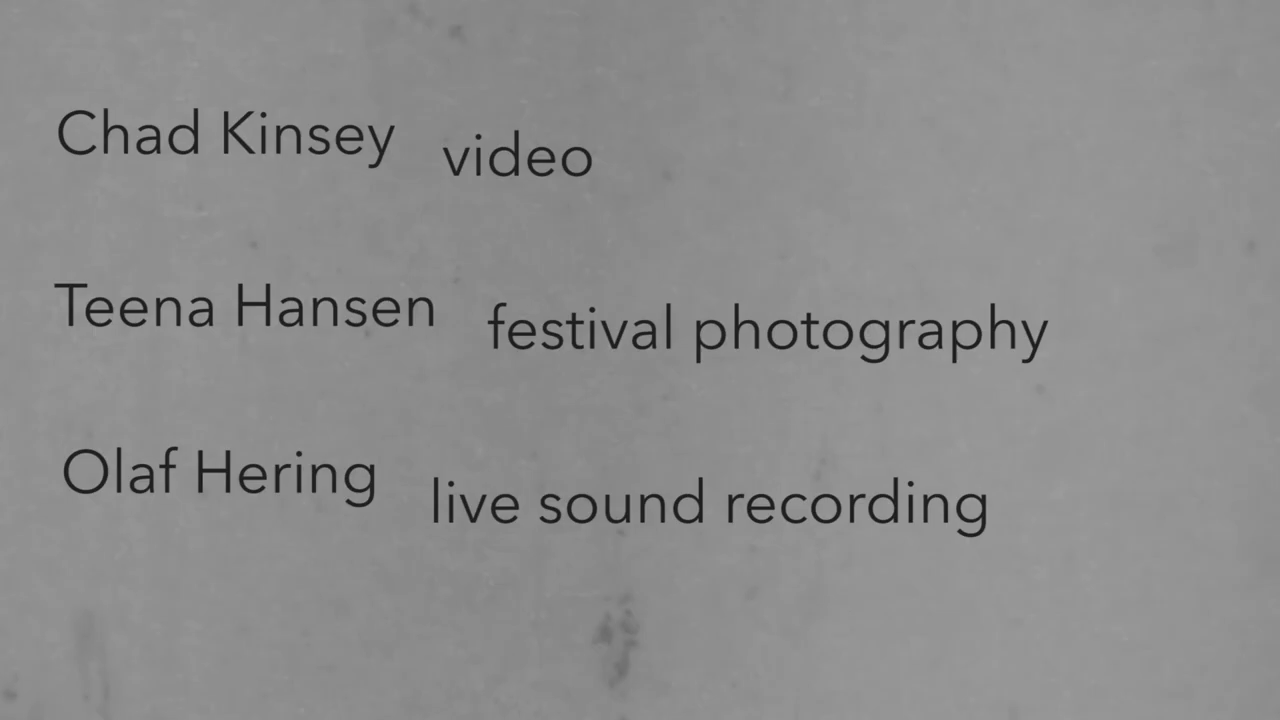 Chad Kinsey video
Teena Hansen festival photography
Olaf Hering live sound recording